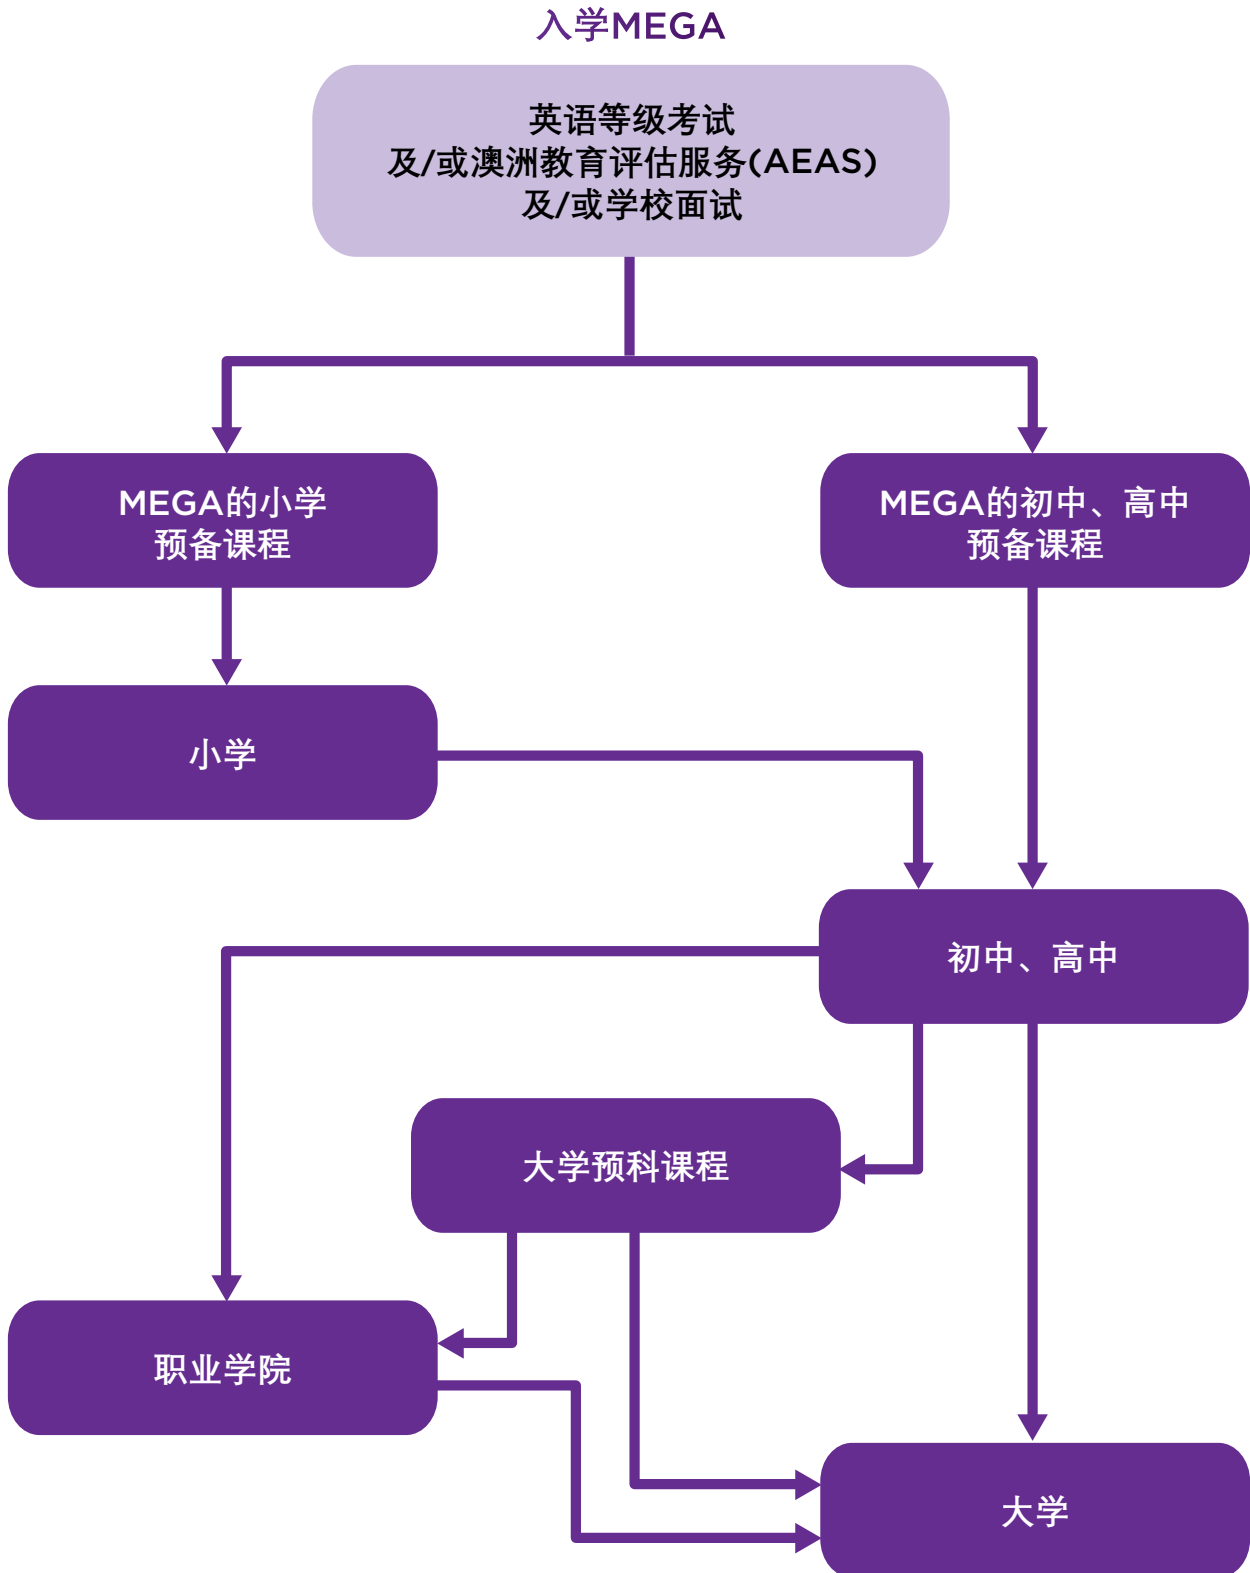 入学MEGA
英语等级考试
及/或澳洲教育评估服务(AEAS)
及/或学校面试
MEGA的小学
预备课程
MEGA的初中、高中
预备课程
小学
初中、高中
大学预科课程
职业学院
大学